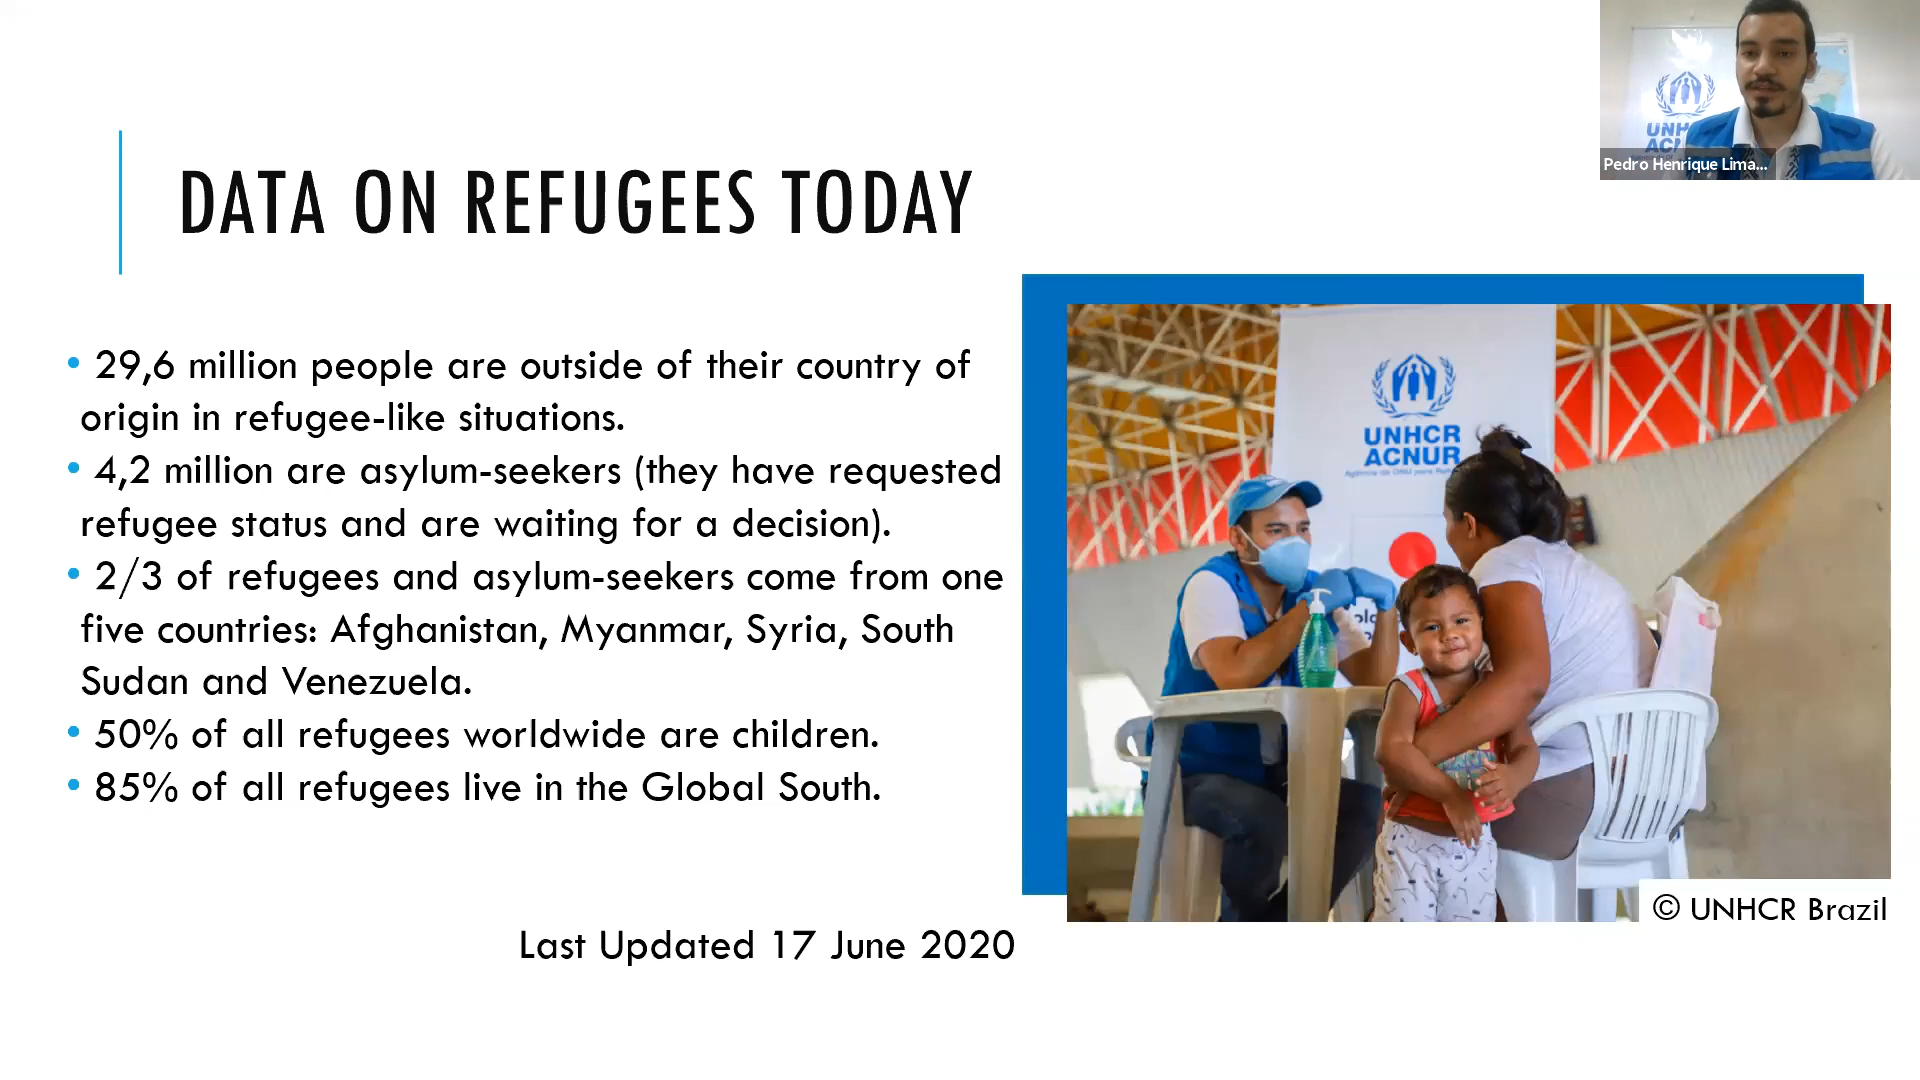 UNH
AC
Pedro Henrique Lima...
DATA ON REFUGEES TODAY
• 29,6 million people are outside of their country of
origin in refugee-like situations.
• 4,2 million are asylum-seekers (they have requested
refugee status and are waiting for a decision).
• 2/3 of refugees and asylum-seekers come from one
five countries: Afghanistan, Myanmar, Syria, South
Sudan and Venezuela.
• 50% of all refugees worldwide are children.
• 85% of all refugees live in the Global South.
Last Updated 17 June 2020
UNHCR
ACNUR
© UNHCR Brazil